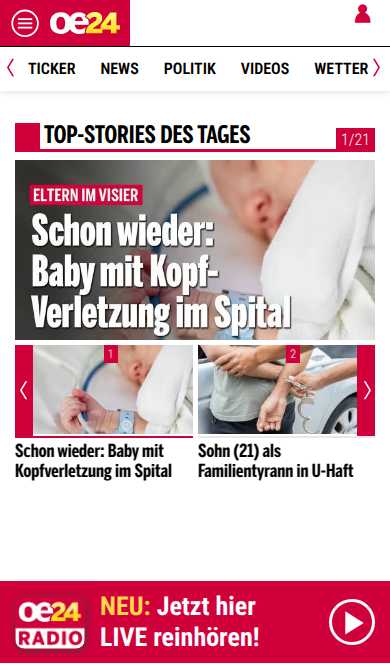 oe24
TICKER NEWS POLITIK VIDEOS WETTER
TOP-STORIES DES TAGES
1/21
ELTERN IM VISIER
Schon wieder:
Baby mit Kopf-
Verletzung im Spital
1
2
Schon wieder: Baby mit
Kopfverletzung im Spital
Sohn (21) als
Familientyrann in U-Haft
oe24
RADIO
NEU: Jetzt hier
LIVE reinhören!